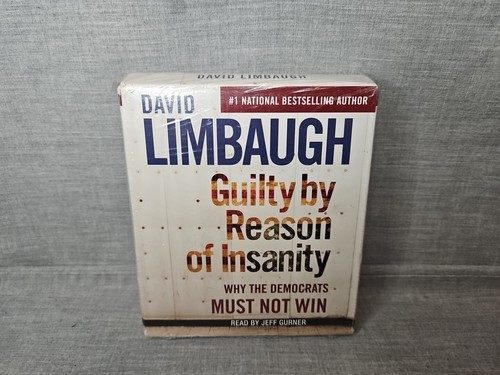 DAVID LIMBAUGH
DAVID
#1 NATIONAL BESTSELLING AUTHOR
LIMBAUGH
Guilty by
Reason
of Insanity
WHY THE DEMOCRATS
MUST NOT WIN
READ BY JEFF GURNER